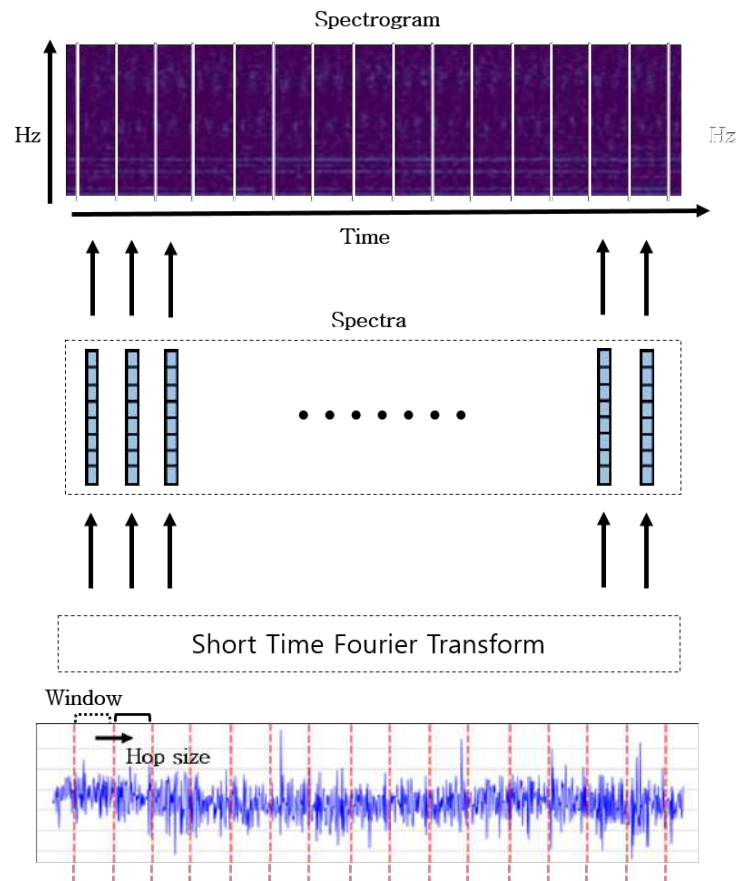 Spectrogram
Hz
Hz
Time
Spectra
Short Time Fourier Transform
Window
Hop size